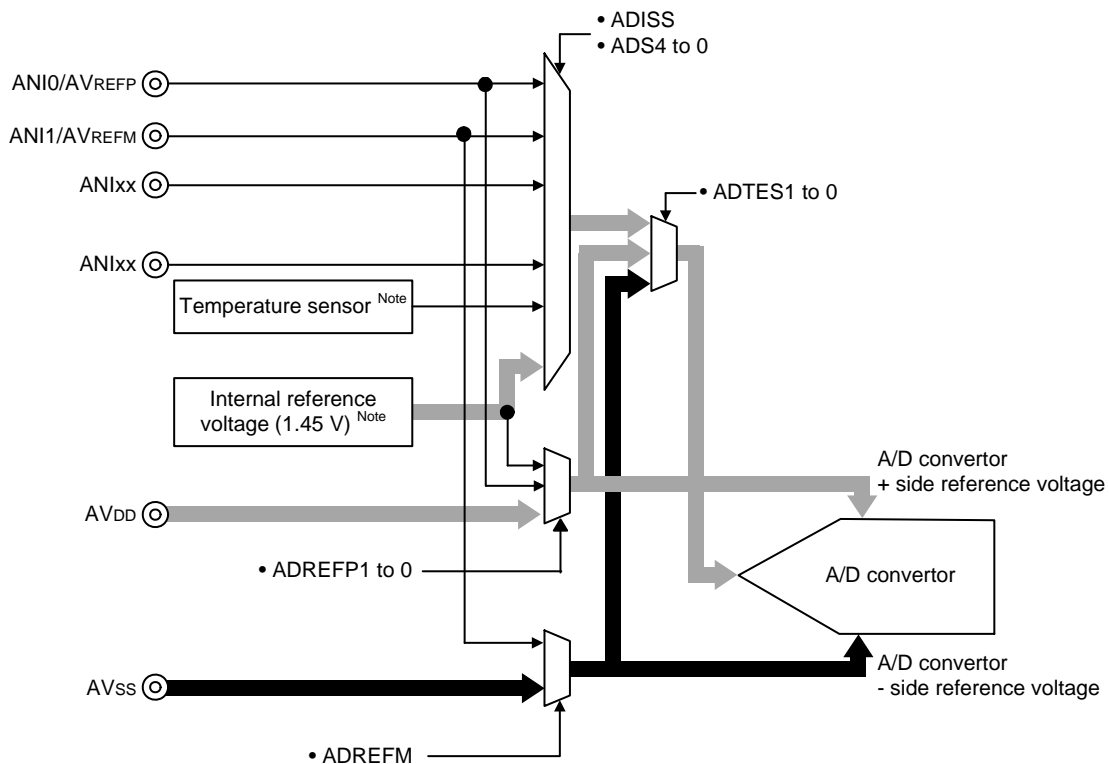 • ADISS
• ADS4 to 0
ANI0/AVREFP
ANI1/AVREFM
ANIxx
• ADTES1 to 0
ANIxx
Temperature sensor Note
Internal reference
voltage (1.45 V) Note
A/D convertor
+ side reference voltage
AVDD
• ADREFP1 to 0
A/D convertor
A/D convertor
- side reference voltage
AVSS
• ADREFM